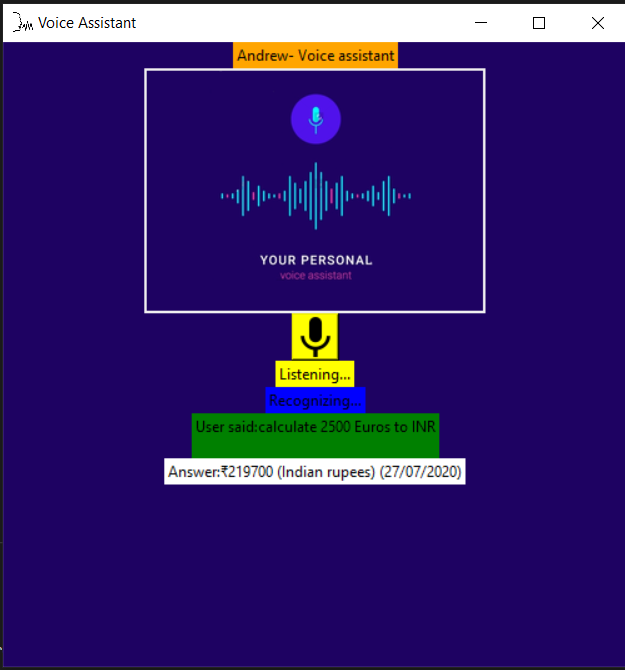 Voice Assistant
Andrew- Voice assistant
YOUR PERSONAL
voice assistant
Listening...
Recognizing...
User said:calculate 2500 Euros to INR
Answer:₹219700 (Indian rupees) (27/07/2020)